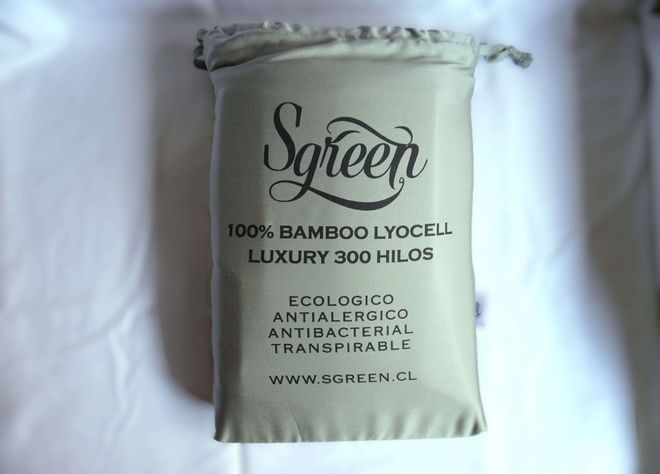 Sgreen
100% BAMBOO LYOCELL
LUXURY 300 HILOS
ECOLOGICO
ANTIALERGICO
ANTIBACTERIAL
TRANSPIRABLE
WWW.SGREEN.CL